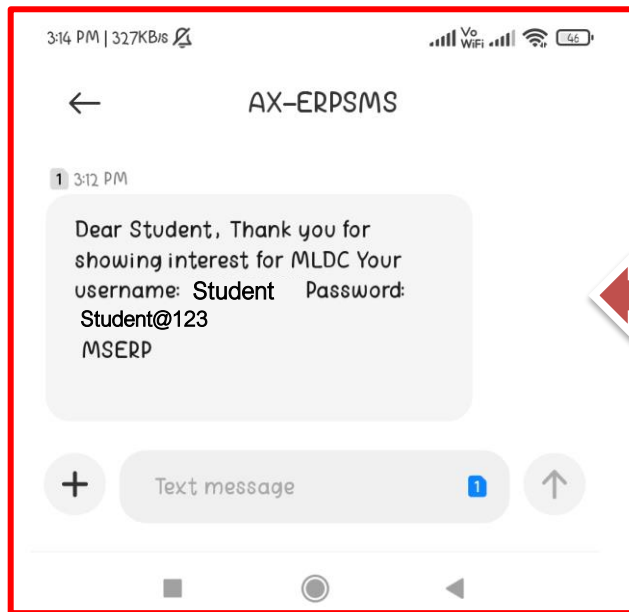 3:14 PM | 327KB/s
Vo
WiFi
46
AX-ERPSMS
1 3:12 PM
Dear Student, Thank you for
showing interest for MLDC Your
username: Student Password:
Student@123
MSERP
Text message
1